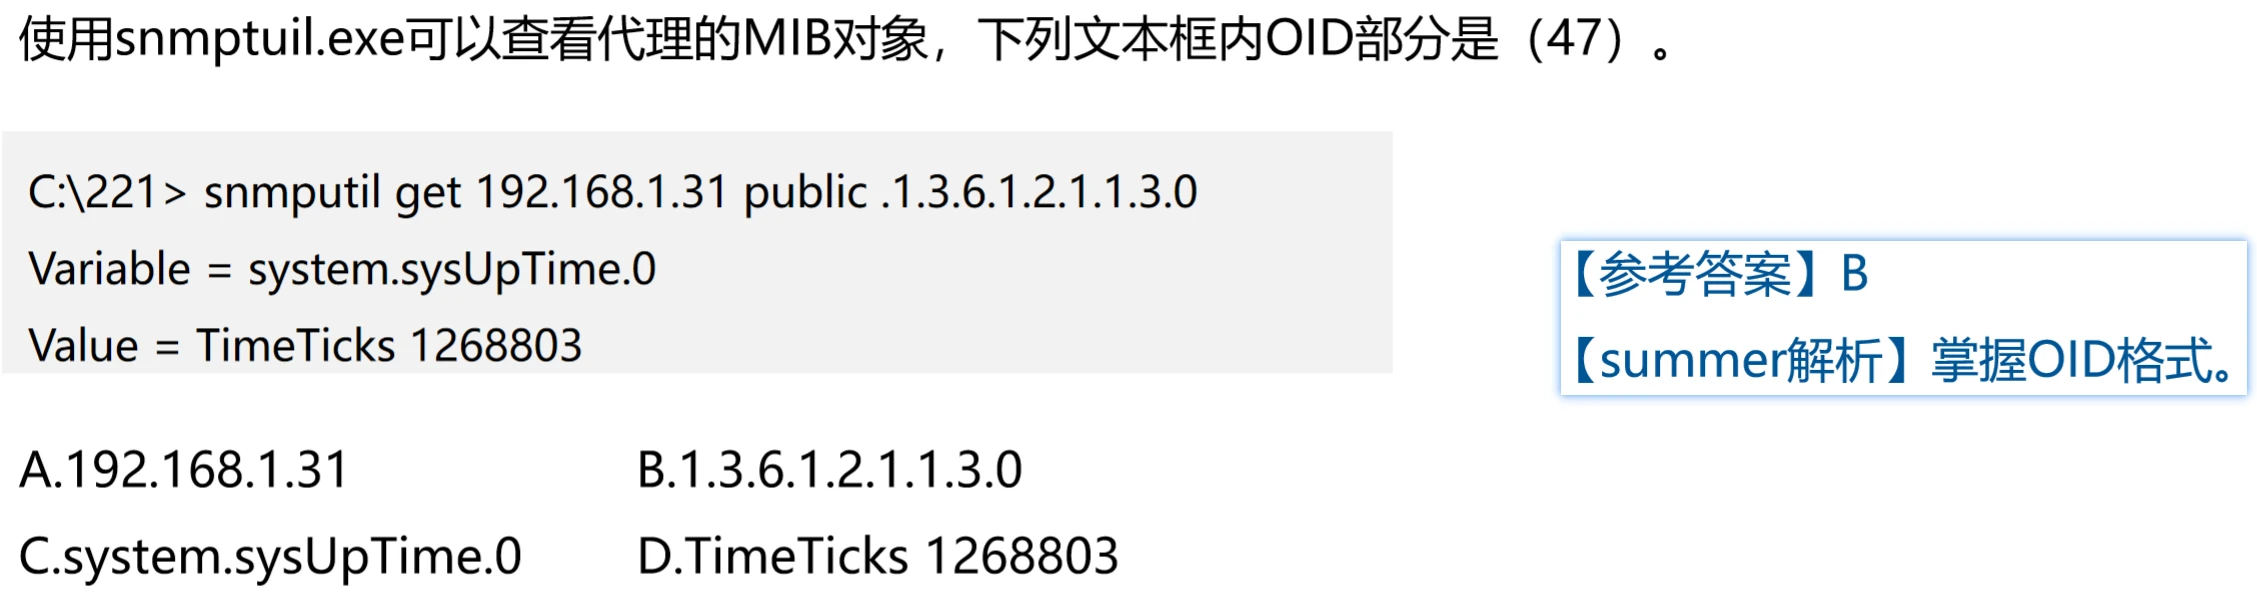 使用snmptuil.exe可以查看代理的MIB对象，下列文本框内OID部分是（47）。
C:\221> snmputil get 192.168.1.31 public .1.3.6.1.2.1.1.3.0
Variable = system.sysUpTime.0
Value = TimeTicks 1268803
【参考答案】B
【summer解析】掌握OID格式。
A.192.168.1.31 B.1.3.6.1.2.1.1.3.0
C.system.sysUpTime.0 D.TimeTicks 1268803